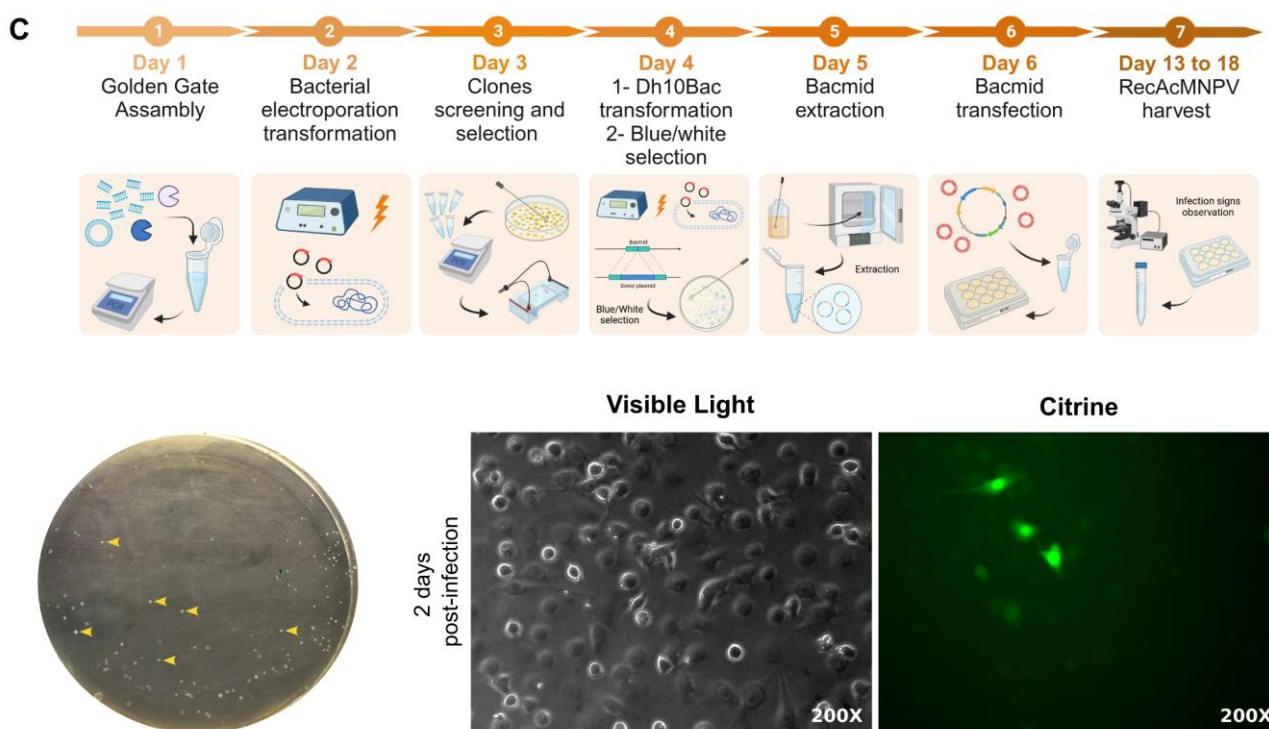 C
1
2
3
4
5
6
7
Day 1
Golden Gate
Assembly
Day 2
Bacterial
electroporation
transformation
Day 3
Clones
screening and
selection
Day 4
1- Dh10Bac
transformation
2- Blue/white
selection
Day 5
Bacmid
extraction
Day 6
Bacmid
transfection
Day 13 to 18
RecAcMNPV
harvest
PCR
Bacmid
Donor plasmid
Blue/White
selection
Extraction
Infection signs
observation
Visible Light
Citrine
2 days
post-infection
200X
200X